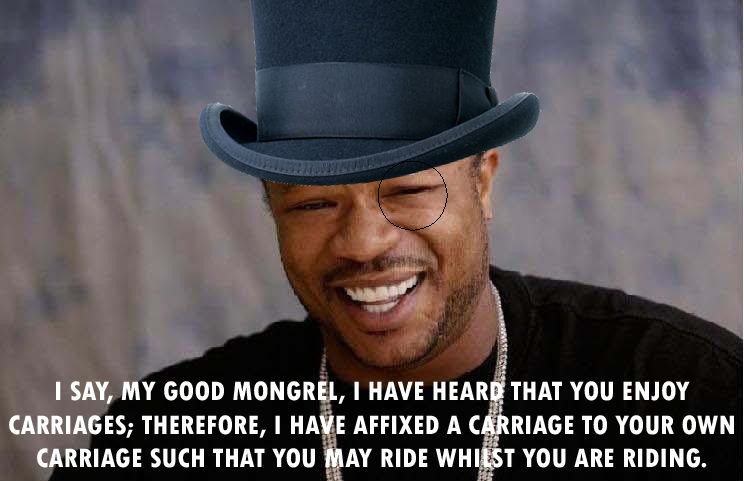 I SAY, MY GOOD MONGREL, I HAVE HEARD THAT YOU ENJOY
CARRIAGES; THEREFORE, I HAVE AFFIXED A CARRIAGE TO YOUR OWN
CARRIAGE SUCH THAT YOU MAY RIDE WHILST YOU ARE RIDING.